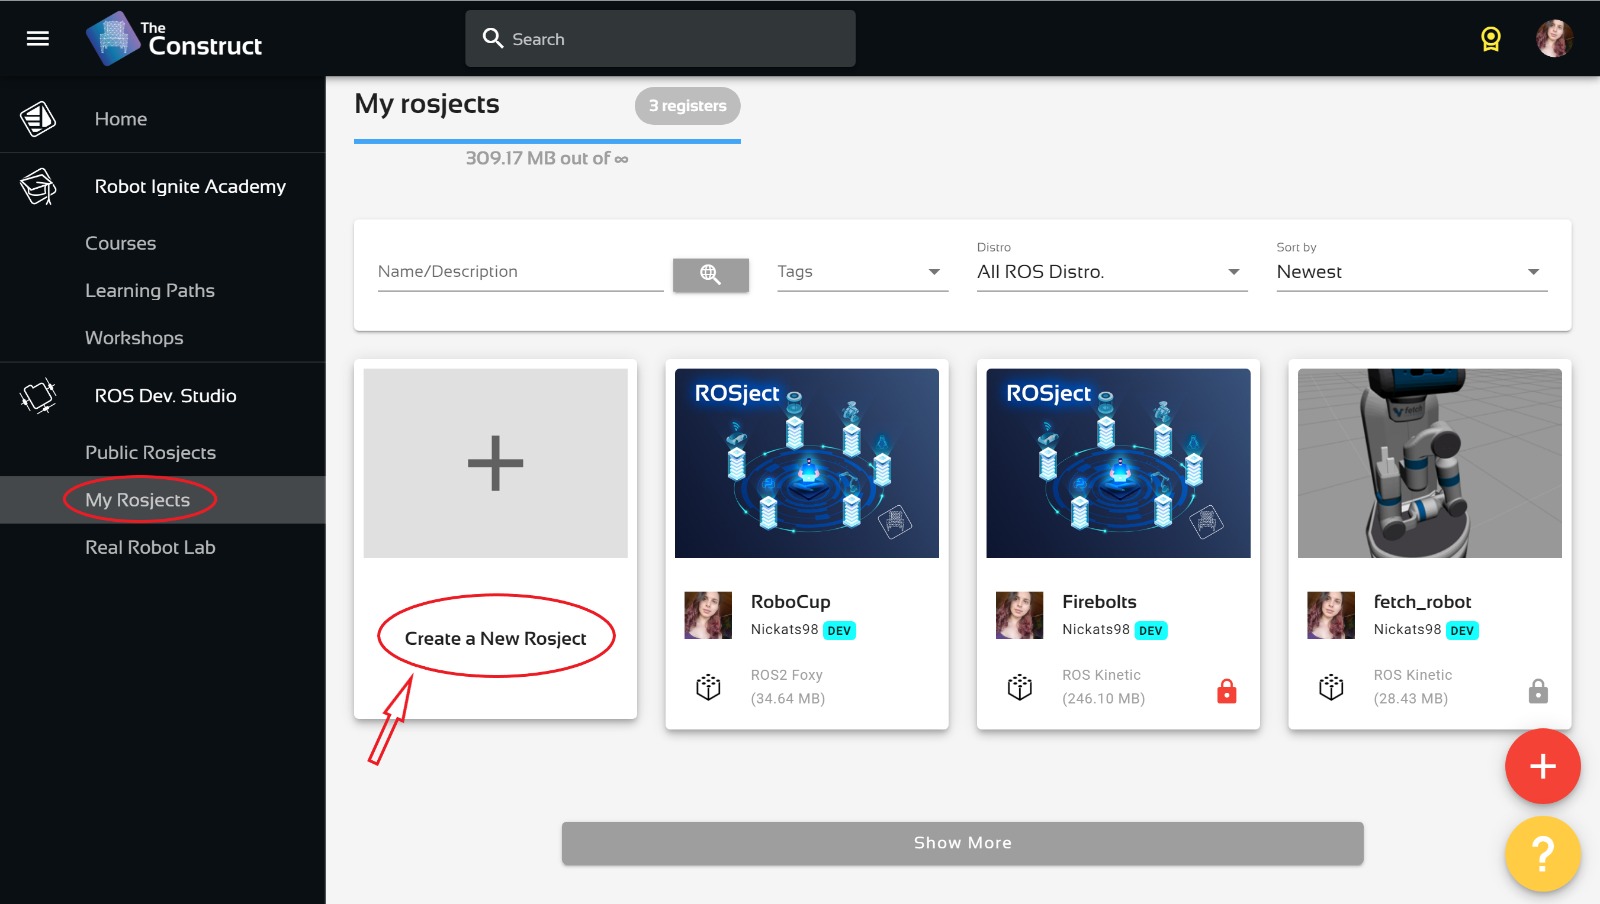 The
Construct
Search
Home
Robot Ignite Academy
Courses
Learning Paths
Workshops
ROS Dev. Studio
Public Rosjects
My Rosjects
Real Robot Lab
My rosjects
3 registers
309.17 MB out of ∞
Name/Description
Tags
Distro
All ROS Distro.
Sort by
Newest
+
Create a New Rosject
ROSject
RoboCup
Nickats98 DEV
ROS2 Foxy
(34.64 MB)
ROSject
Firebolts
Nickats98 DEV
ROS Kinetic
(246.10 MB)
fetch
fetch_robot
Nickats98 DEV
ROS Kinetic
(28.43 MB)
+
Show More
?